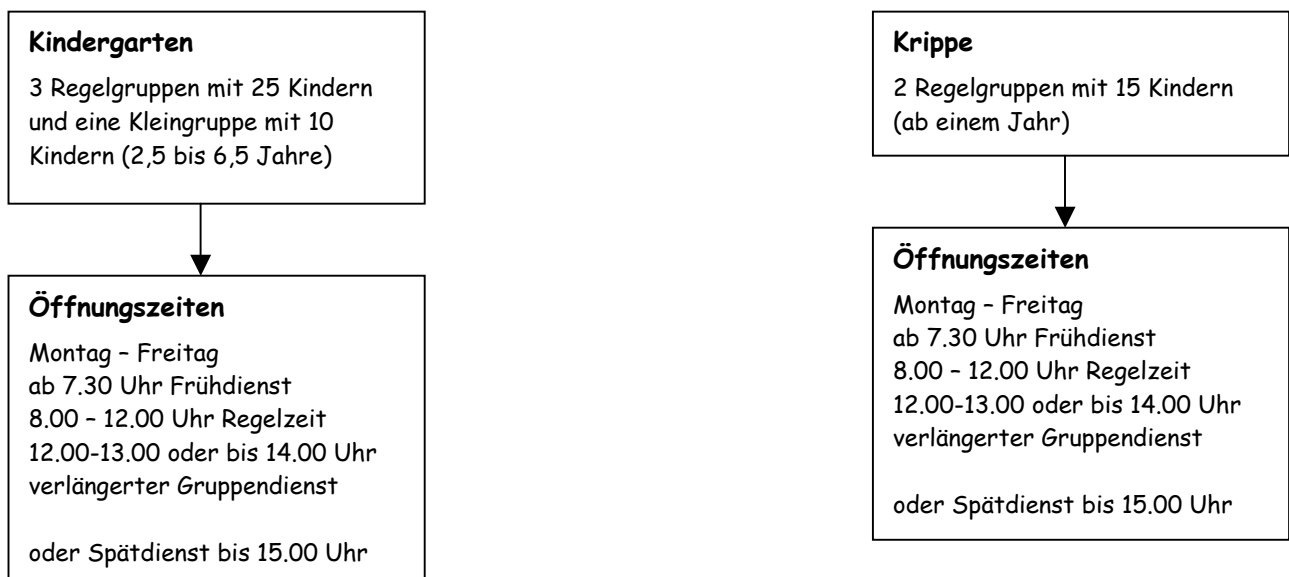 Kindergarten
3 Regelgruppen mit 25 Kindern
und eine Kleingruppe mit 10
Kindern (2,5 bis 6,5 Jahre)
Öffnungszeiten
Montag – Freitag
ab 7.30 Uhr Frühdienst
8.00 – 12.00 Uhr Regelzeit
12.00-13.00 oder bis 14.00 Uhr
verlängerter Gruppendienst
oder Spätdienst bis 15.00 Uhr
Krippe
2 Regelgruppen mit 15 Kindern
(ab einem Jahr)
Öffnungszeiten
Montag – Freitag
ab 7.30 Uhr Frühdienst
8.00 – 12.00 Uhr Regelzeit
12.00-13.00 oder bis 14.00 Uhr
verlängerter Gruppendienst
oder Spätdienst bis 15.00 Uhr